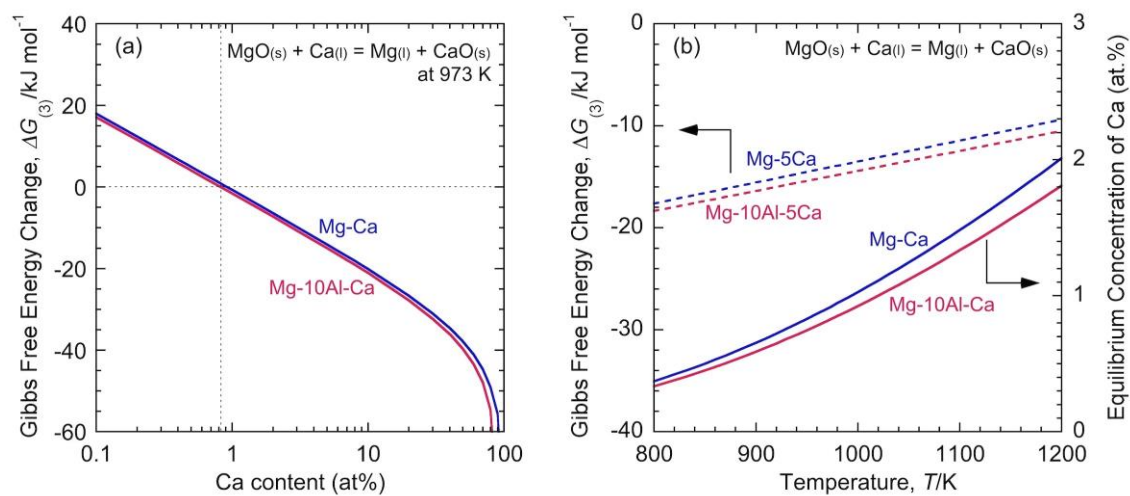 (a)
MgO(s) + Ca(l) = Mg(l) + CaO(s)
at 973 K
Gibbs Free Energy Change, ΔG (3) /kJ mol-1
40
20
0
-20
-40
-60
Mg-Ca
Mg-10Al-Ca
0.1
1
10
100
Ca content (at%)
(b)
MgO(s) + Ca(l) = Mg(l) + CaO(s)
Gibbs Free Energy Change, ΔG (3) /kJ mol-1
-0
-10
-20
-30
-40
Mg-5Ca
Mg-10Al-5Ca
Mg-Ca
Mg-10Al-Ca
3
2
1
0
Equilibrium Concentration of Ca (at.%)
800
900
1000
1100
1200
Temperature, T/K